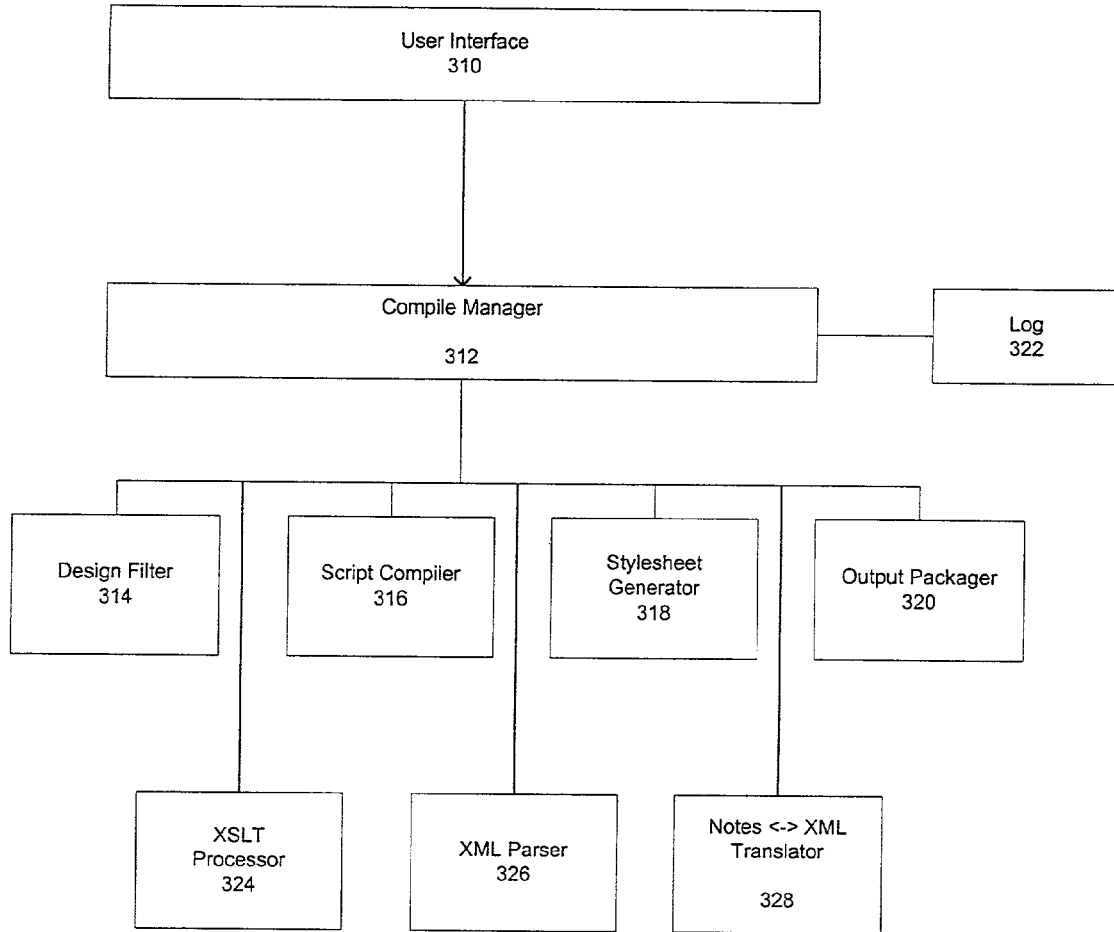 User Interface
310
Compile Manager
312
Log
322
Design Filter
314
Script Compiler
316
Stylesheet
Generator
318
Output Packager
320
XSLT
Processor
324
XML Parser
326
Notes <-> XML
Translator
328